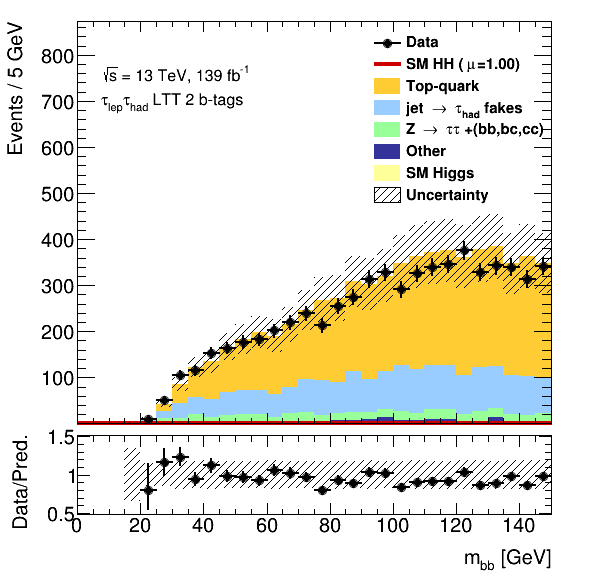 Events / 5 GeV
800
700
600
500
400
300
200
100
√s = 13 TeV, 139 fb⁻¹
τlepτhad LTT 2 b-tags
Data
SM HH ( μ=1.00)
Top-quark
jet → τhad fakes
Z → ττ +(bb,bc,cc)
Other
SM Higgs
Uncertainty
Data/Pred.
1.5
1
0.5
0 20 40 60 80 100 120 140
mbb [GeV]